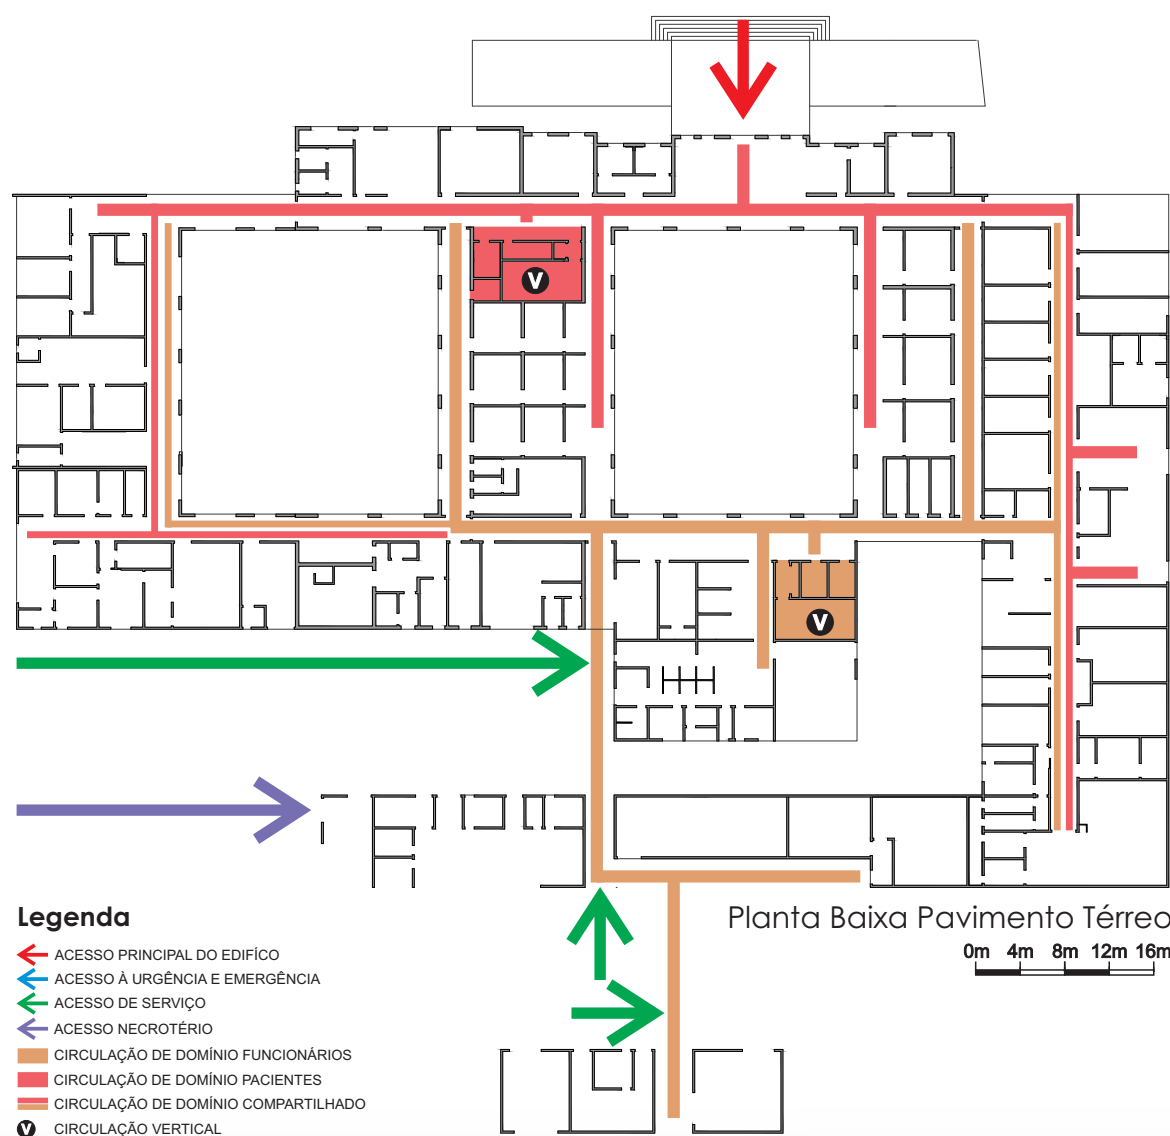 V
V
Legenda
ACESSO PRINCIPAL DO EDIFÍCO
ACESSO À URGÊNCIA E EMERGÊNCIA
ACESSO DE SERVIÇO
ACESSO NECROTÉRIO
CIRCULAÇÃO DE DOMÍNIO FUNCIONÁRIOS
CIRCULAÇÃO DE DOMÍNIO PACIENTES
CIRCULAÇÃO DE DOMÍNIO COMPARTILHADO
V CIRCULAÇÃO VERTICAL
Planta Baixa Pavimento Térreo
0m 4m 8m 12m 16m